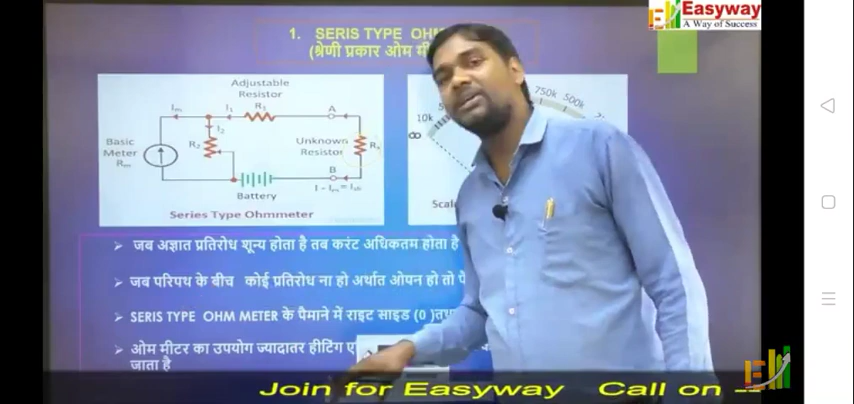 Easyway
A Way of Success
1. SERIS TYPE OH
(श्रेणी प्रकार ओम मी
Adjustable
Resistor
R₁
Iₘ
I₁
I₂
A
Basic
Meter
Rₘ
R₂
Unknown
Resistor
Rₓ
B
Battery
Series Type Ohmmeter
10k
750k
500k
∞
Scale
➢ जब अज्ञात प्रतिरोध शून्य होता है तब करंट अधिकतम होता है
➢ जब परिपथ के बीच कोई प्रतिरोध ना हो अर्थात ओपन हो तो
➢ SERIS TYPE OHM METER के पैमाने में राइट साइड (0 )
➢ ओम मीटर का उपयोग ज्यादातर हीटिंग
जाता है
Join for Easyway Call on